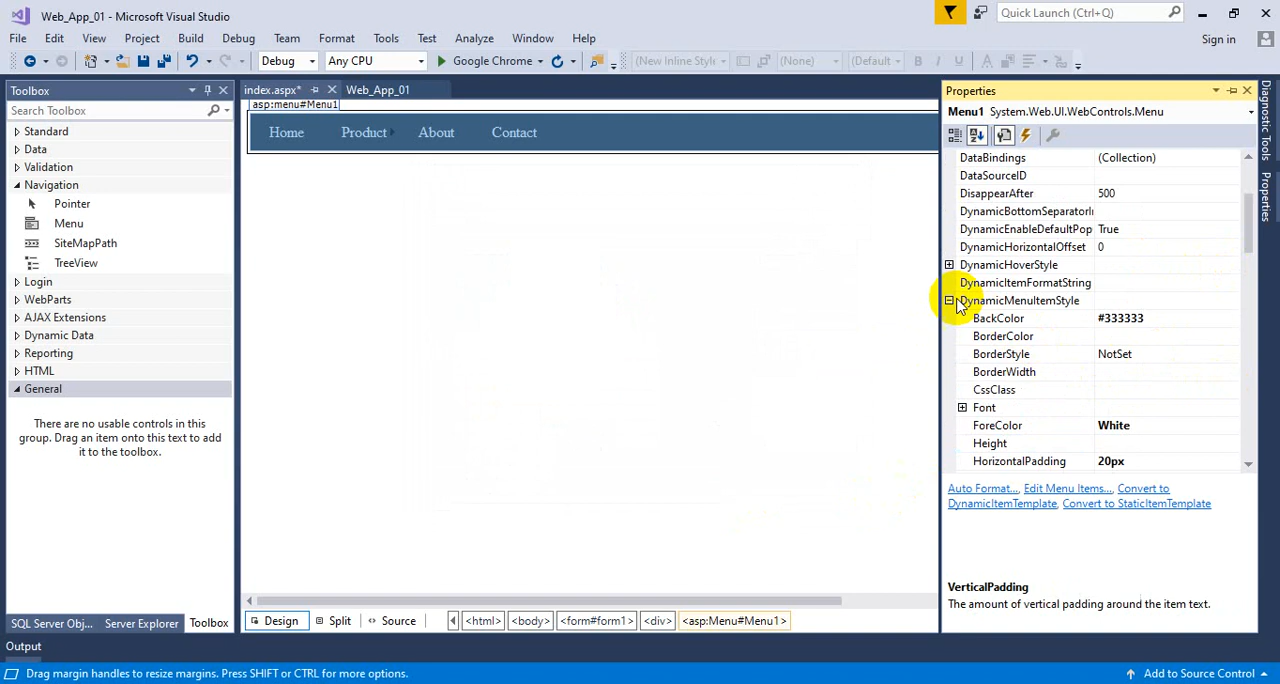 Web_App_01 - Microsoft Visual Studio
Quick Launch (Ctrl+Q)
File Edit View Project Build Debug Team Format Tools Test Analyze Window Help
Sign in
Debug Any CPU Google Chrome (New Inline Style (None) (Default B I U A
Toolbox
Search Toolbox
Standard
Data
Validation
Navigation
Pointer
Menu
SiteMapPath
TreeView
Login
WebParts
AJAX Extensions
Dynamic Data
Reporting
HTML
General
There are no usable controls in this
group. Drag an item onto this text to add
it to the toolbox.
SQL Server Obj... Server Explorer Toolbox
index.aspx* Web_App_01
asp:menu#Menu1
Home Product About Contact
Design Split Source <html> <body> <form#form1> <div> <asp:Menu#Menu1>
Properties
Menu1 System.Web.UI.WebControls.Menu
DataBindings (Collection)
DataSourceID
DisappearAfter 500
DynamicBottomSeparatorI
DynamicEnableDefaultPop True
DynamicHorizontalOffset 0
DynamicHoverStyle
DynamicItemFormatString
DynamicMenuItemStyle
BackColor #333333
BorderColor
BorderStyle NotSet
BorderWidth
CssClass
Font
ForeColor White
Height
HorizontalPadding 20px
Auto Format..., Edit Menu Items..., Convert to
DynamicItemTemplate, Convert to StaticItemTemplate
VerticalPadding
The amount of vertical padding around the item text.
Diagnostic Tools
Properties
Output
Drag margin handles to resize margins. Press SHIFT or CTRL for more options.
Add to Source Control